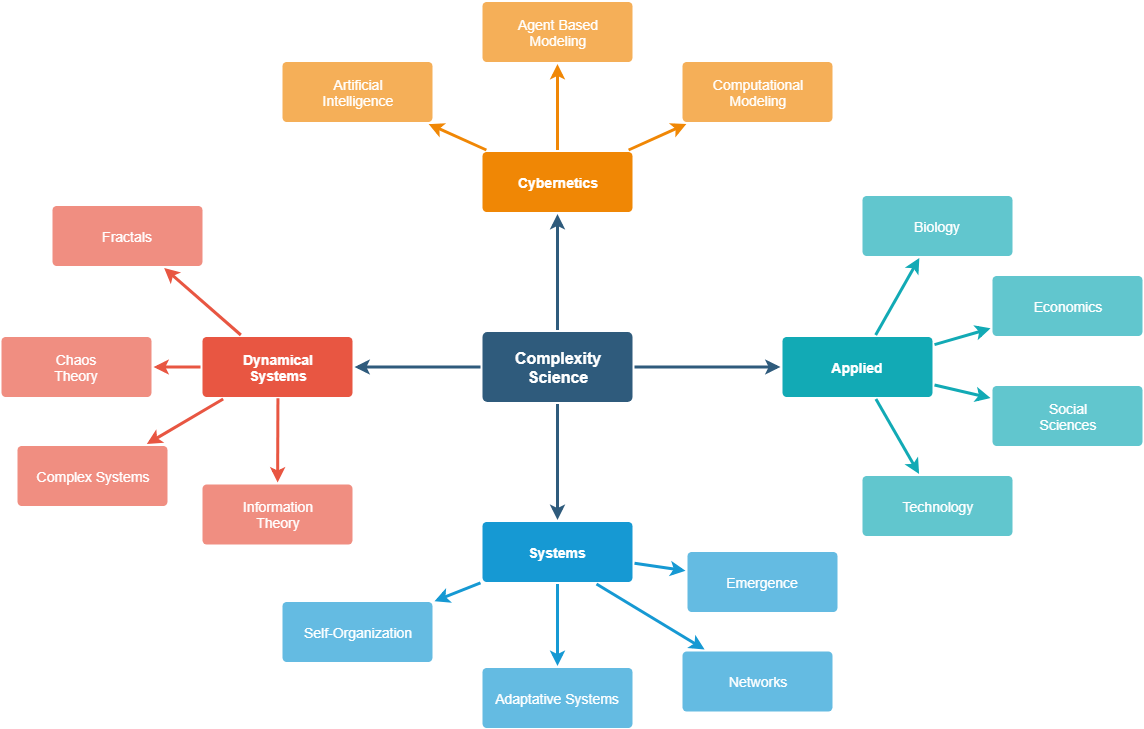 Agent Based
Modeling
Artificial
Intelligence
Computational
Modeling
Cybernetics
Fractals
Biology
Economics
Chaos
Theory
Dynamical
Systems
Complexity
Science
Applied
Social
Sciences
Complex Systems
Information
Theory
Technology
Systems
Emergence
Self-Organization
Adaptative Systems
Networks